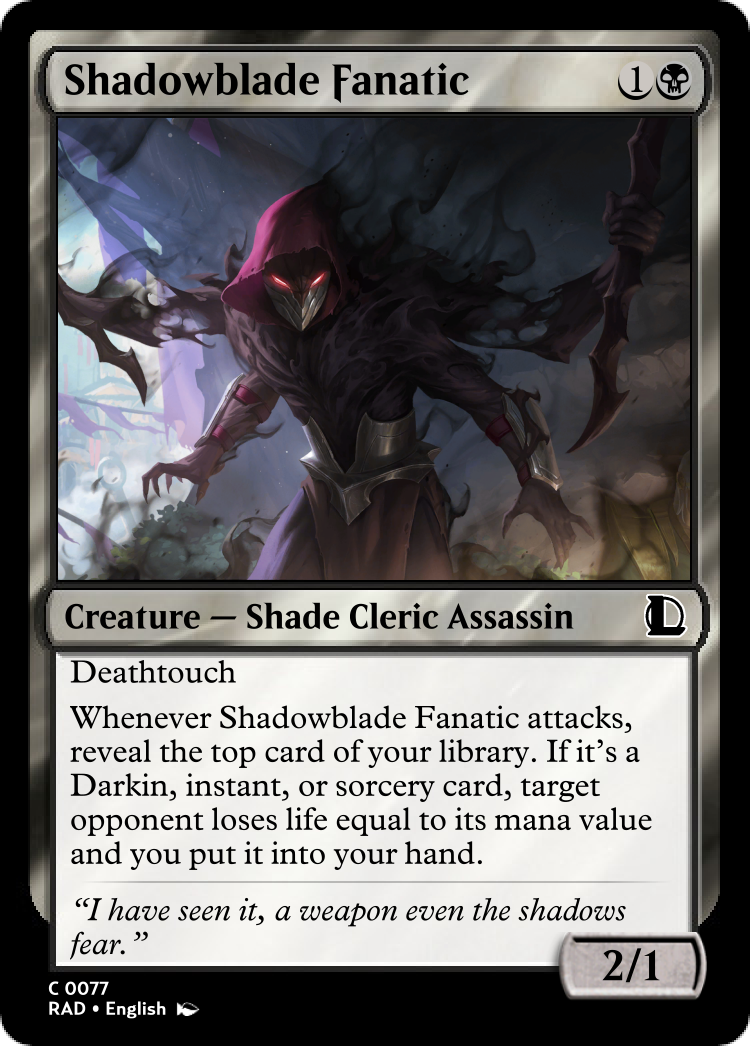 Shadowblade Fanatic 1
Creature — Shade Cleric Assassin
Deathtouch
Whenever Shadowblade Fanatic attacks,
reveal the top card of your library. If it's a
Darkin, instant, or sorcery card, target
opponent loses life equal to its mana value
and you put it into your hand.
“I have seen it, a weapon even the shadows
fear.”
2/1
C 0077
RAD • English